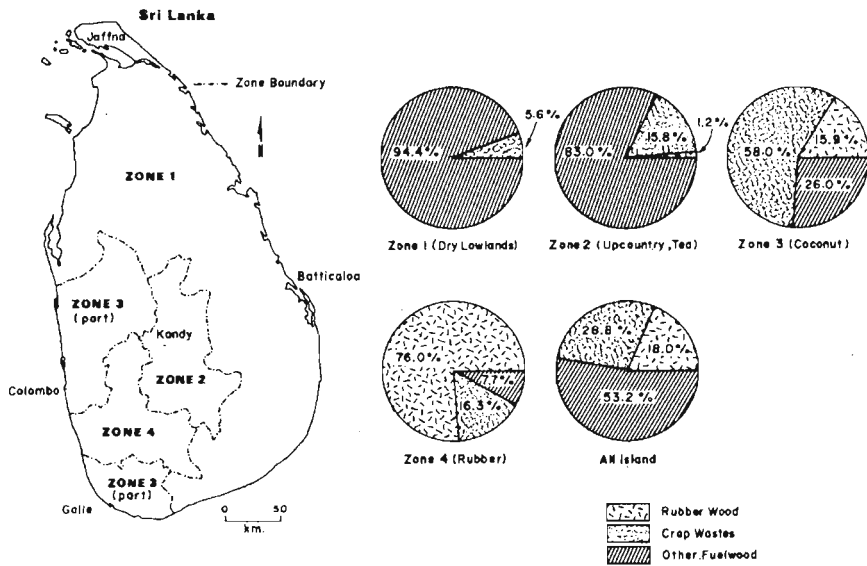 Sri Lanka
Jaffna
Zone Boundary
ZONE 1
Batticaloa
ZONE 3
(part)
Kandy
ZONE 2
Colombo
ZONE 4
ZONE 3
(part)
Galle
0 50
km.
94.4%
5.6%
Zone 1 (Dry Lowlands)
83.0%
15.8%
1.2%
Zone 2 (Upcountry, Tea)
58.0%
15.9%
26.0%
Zone 3 (Coconut)
76.0%
7.7%
16.3%
Zone 4 (Rubber)
28.8%
18.0%
53.2%
All Island
Rubber Wood
Crop Wastes
Other Fuelwood